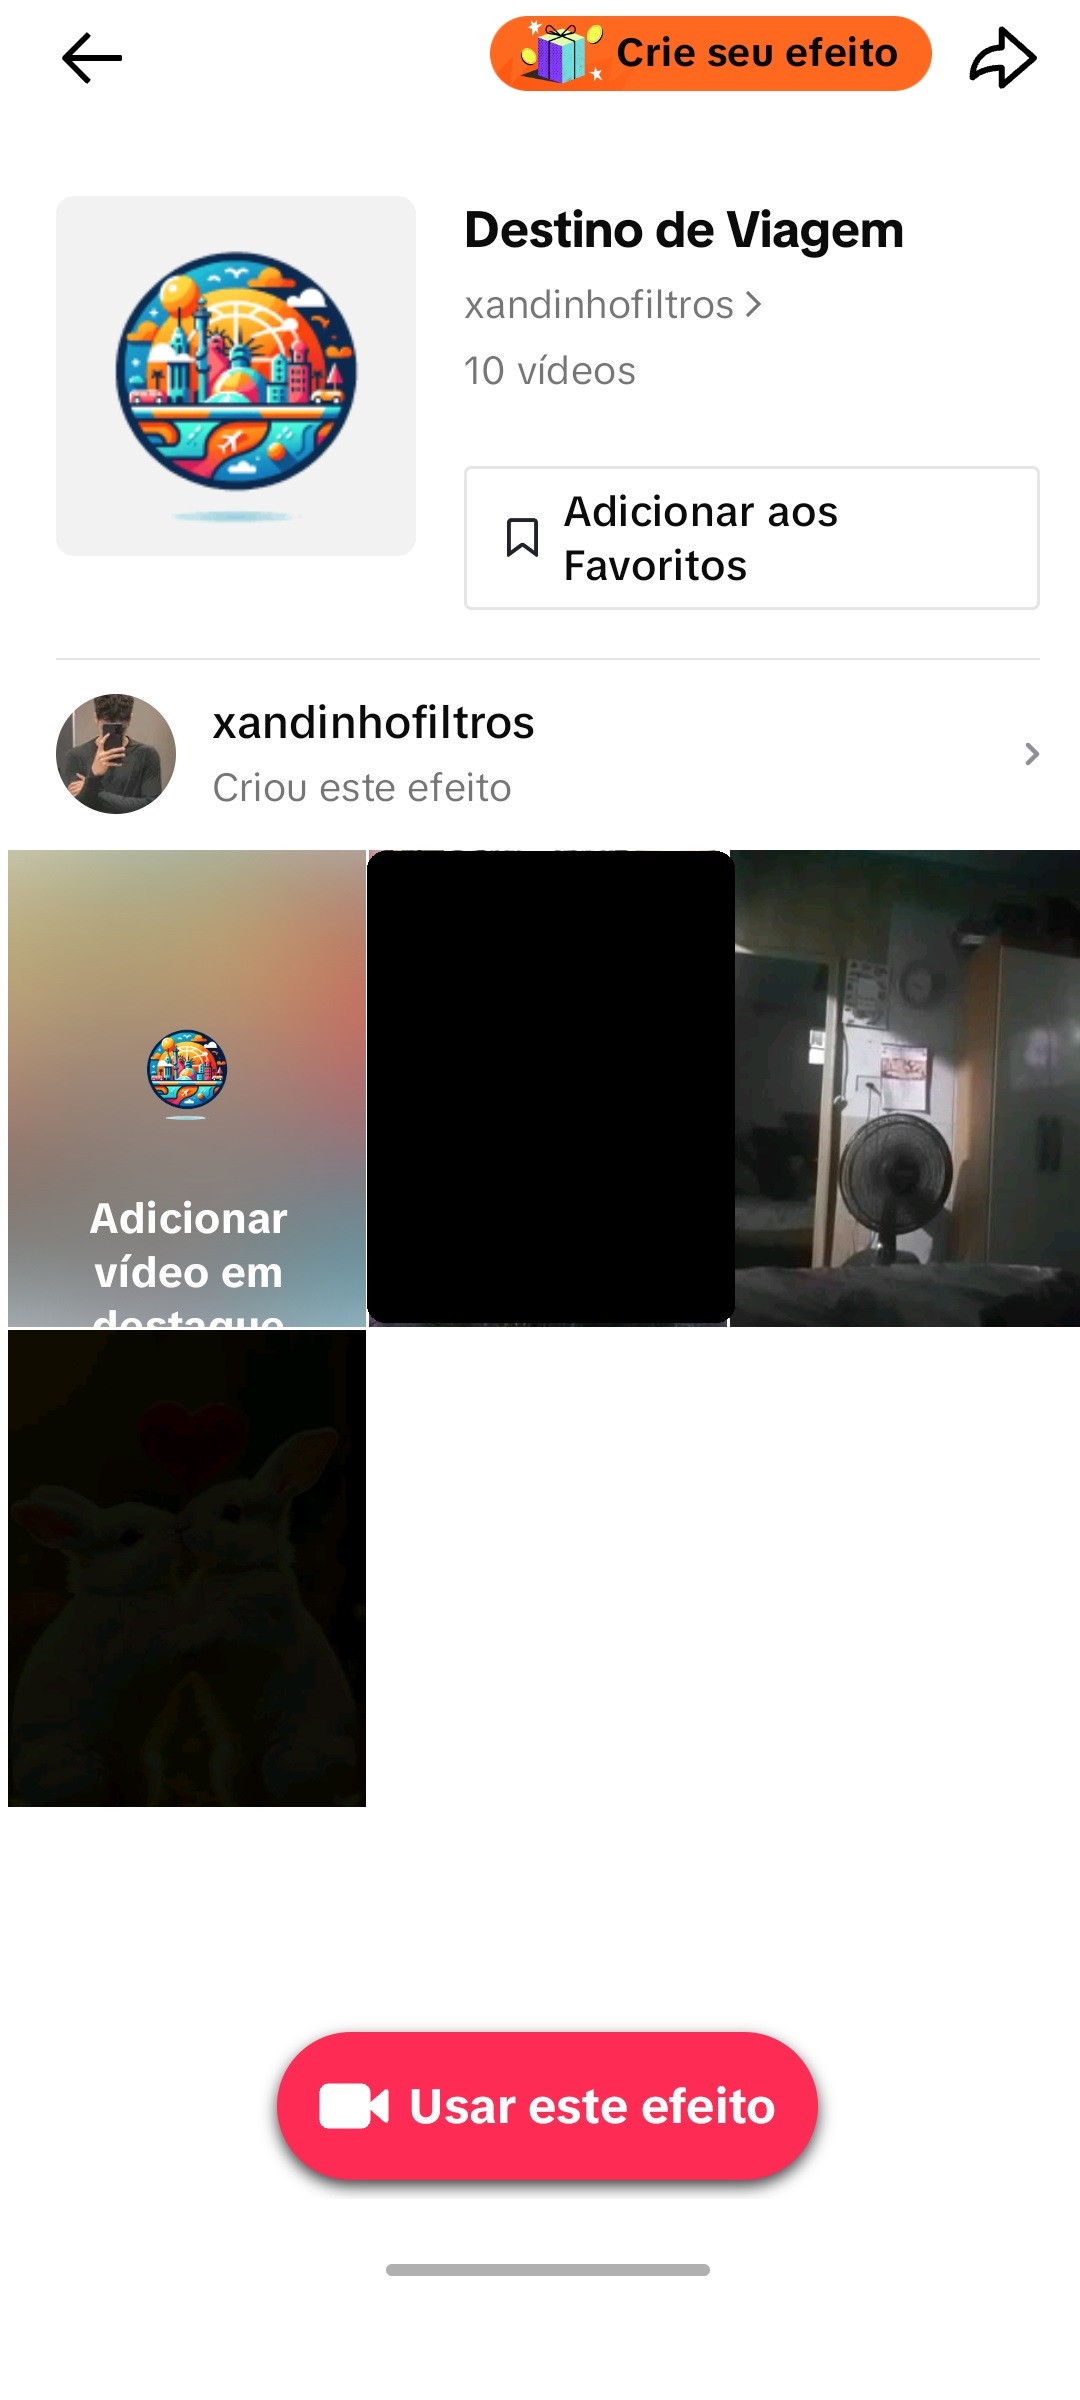 Crie seu efeito
Destino de Viagem
xandinhofiltros
10 vídeos
Adicionar aos
Favoritos
xandinhofiltros
Criou este efeito
Adicionar
vídeo em
destaque
Usar este efeito